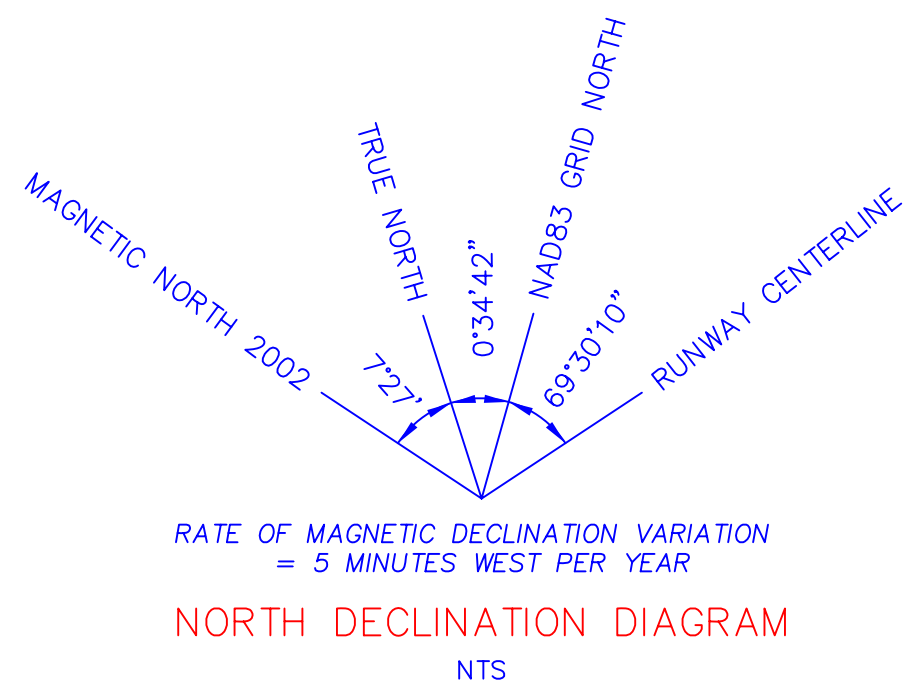 MAGNETIC NORTH 2002
TRUE NORTH
NAD83 GRID NORTH
RUNWAY CENTERLINE
7°27'
0°34'42"
69°30'10"
RATE OF MAGNETIC DECLINATION VARIATION
= 5 MINUTES WEST PER YEAR
NORTH DECLINATION DIAGRAM
NTS